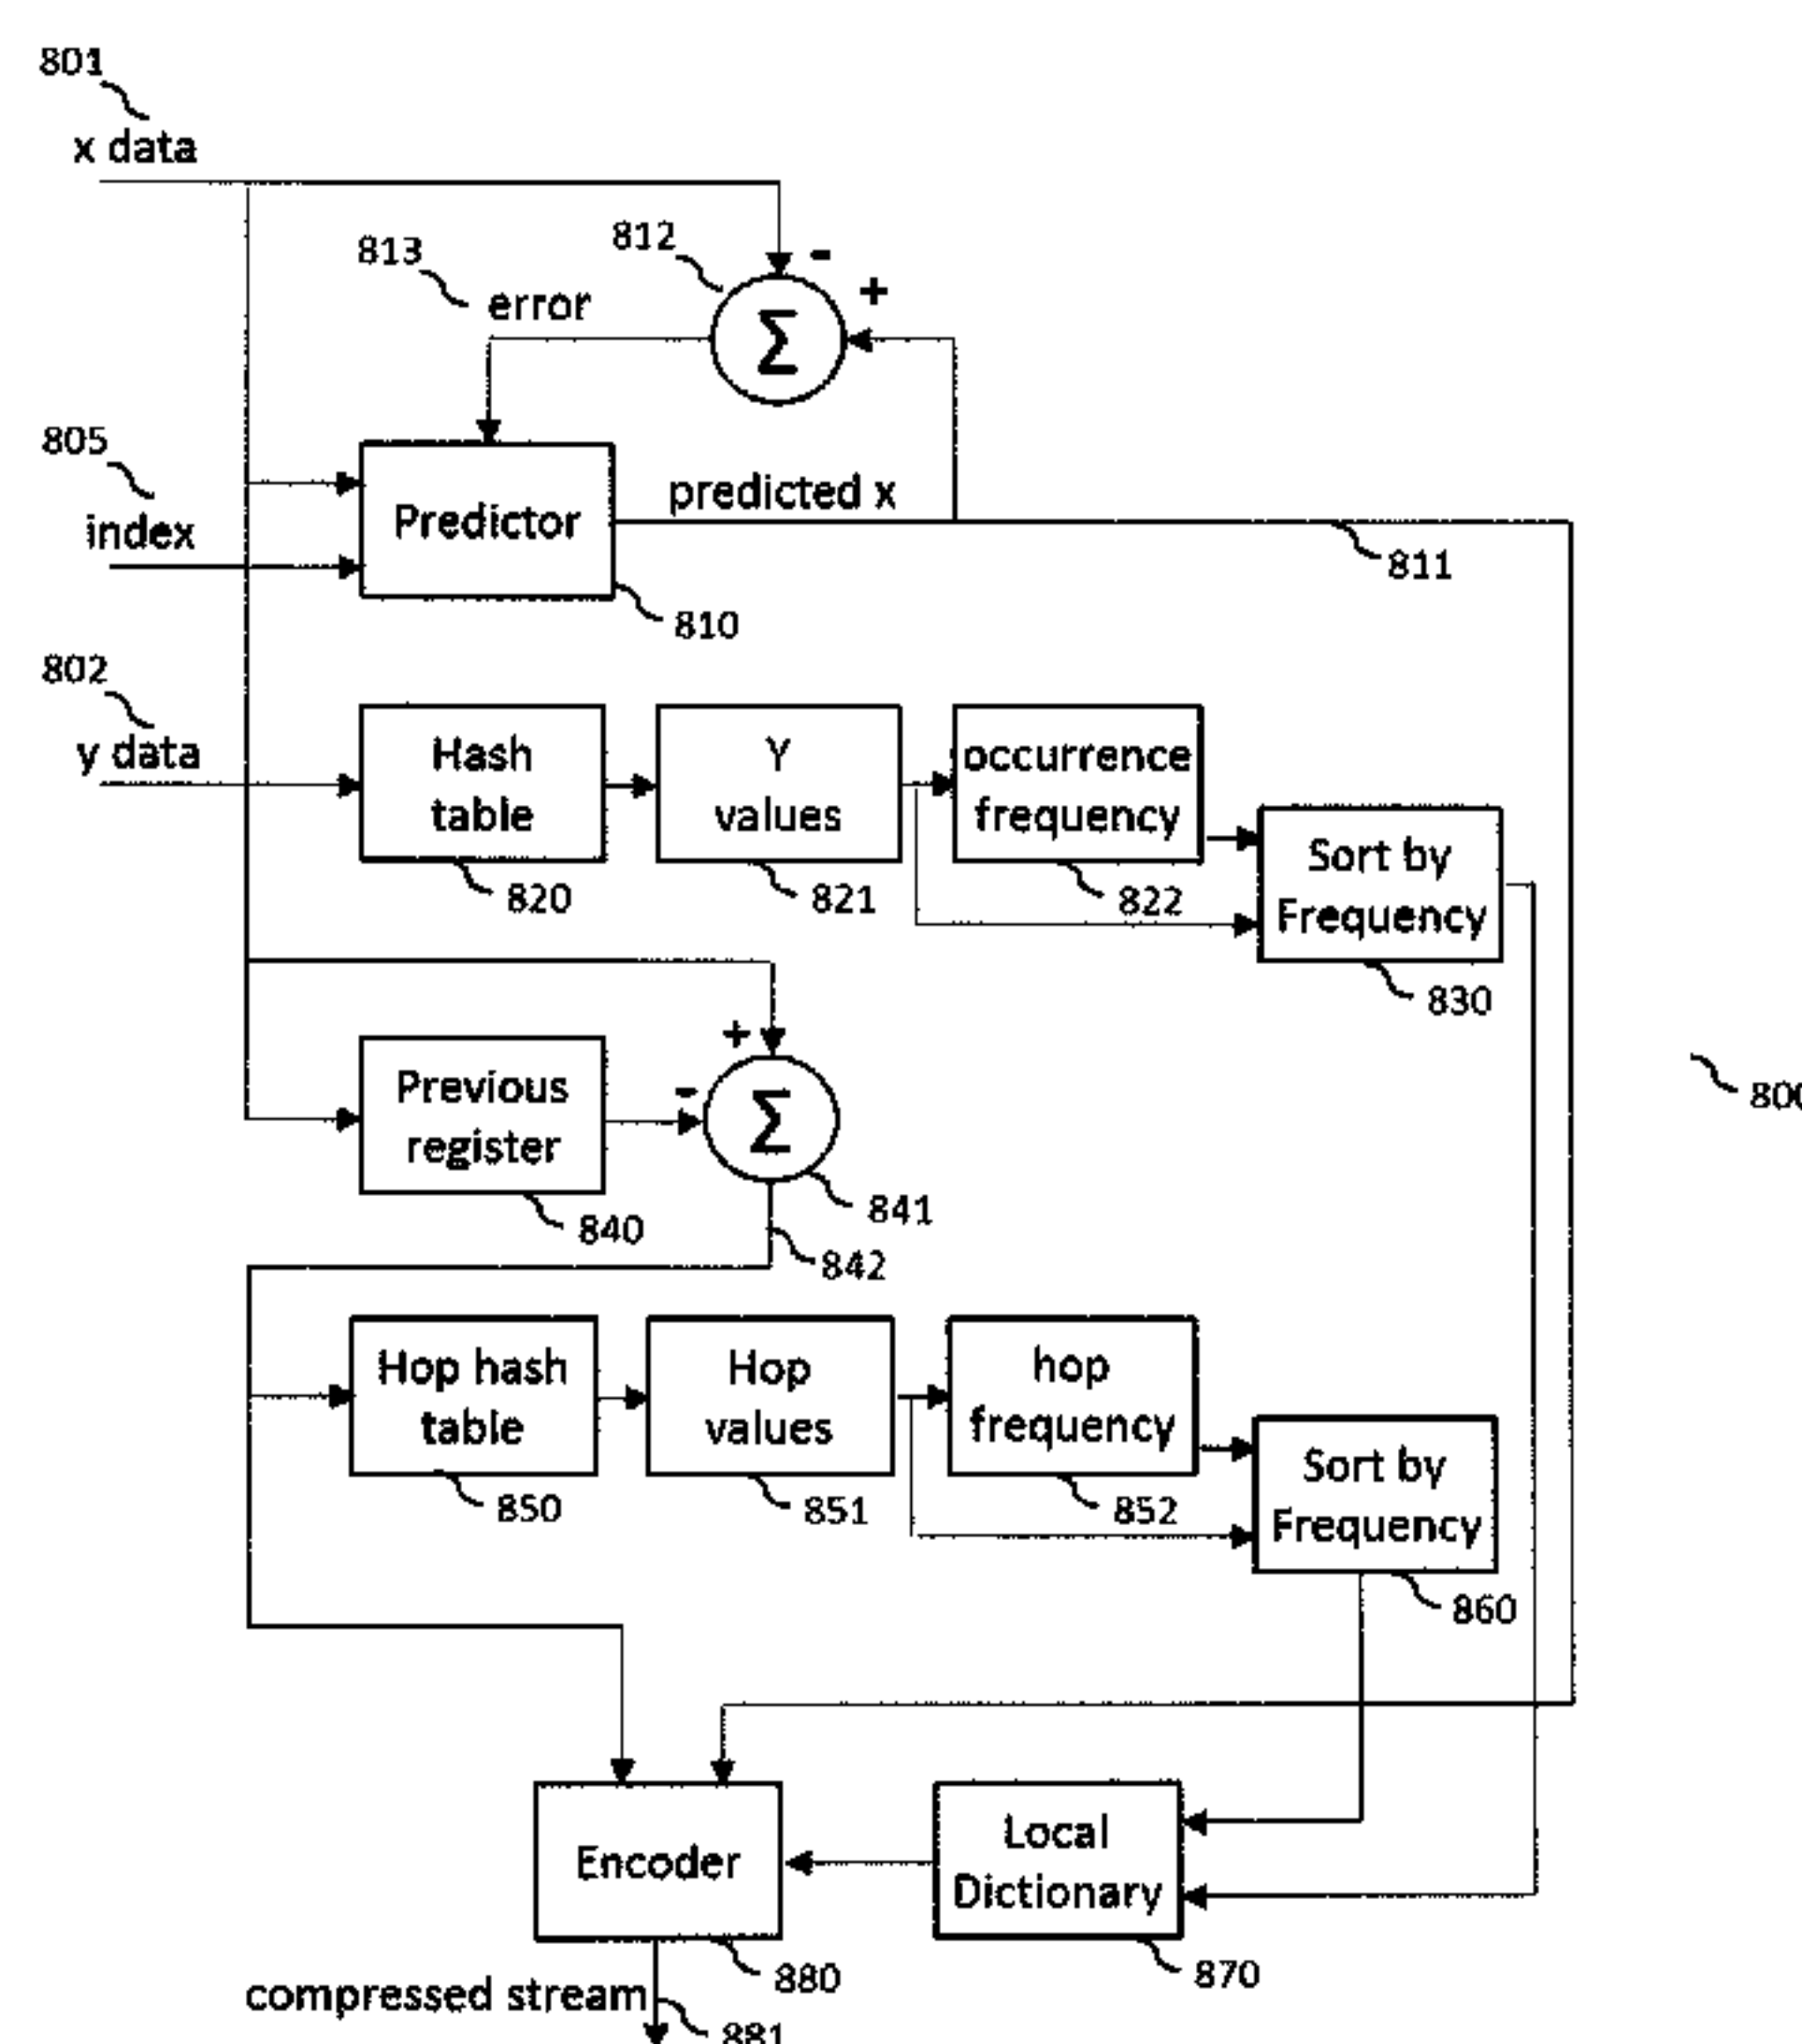 801
x data
812
-
813
+
error
Σ
805
predicted x
index
Predictor
811
810
802
y data
Hash
table
Y
values
occurrence
frequency
Sort by
Frequency
820
821
822
830
+
Previous
register
-
Σ
800
841
840
842
Hop hash
table
Hop
values
hop
frequency
Sort by
Frequency
850
851
852
860
Encoder
Local
Dictionary
880
870
compressed stream
881